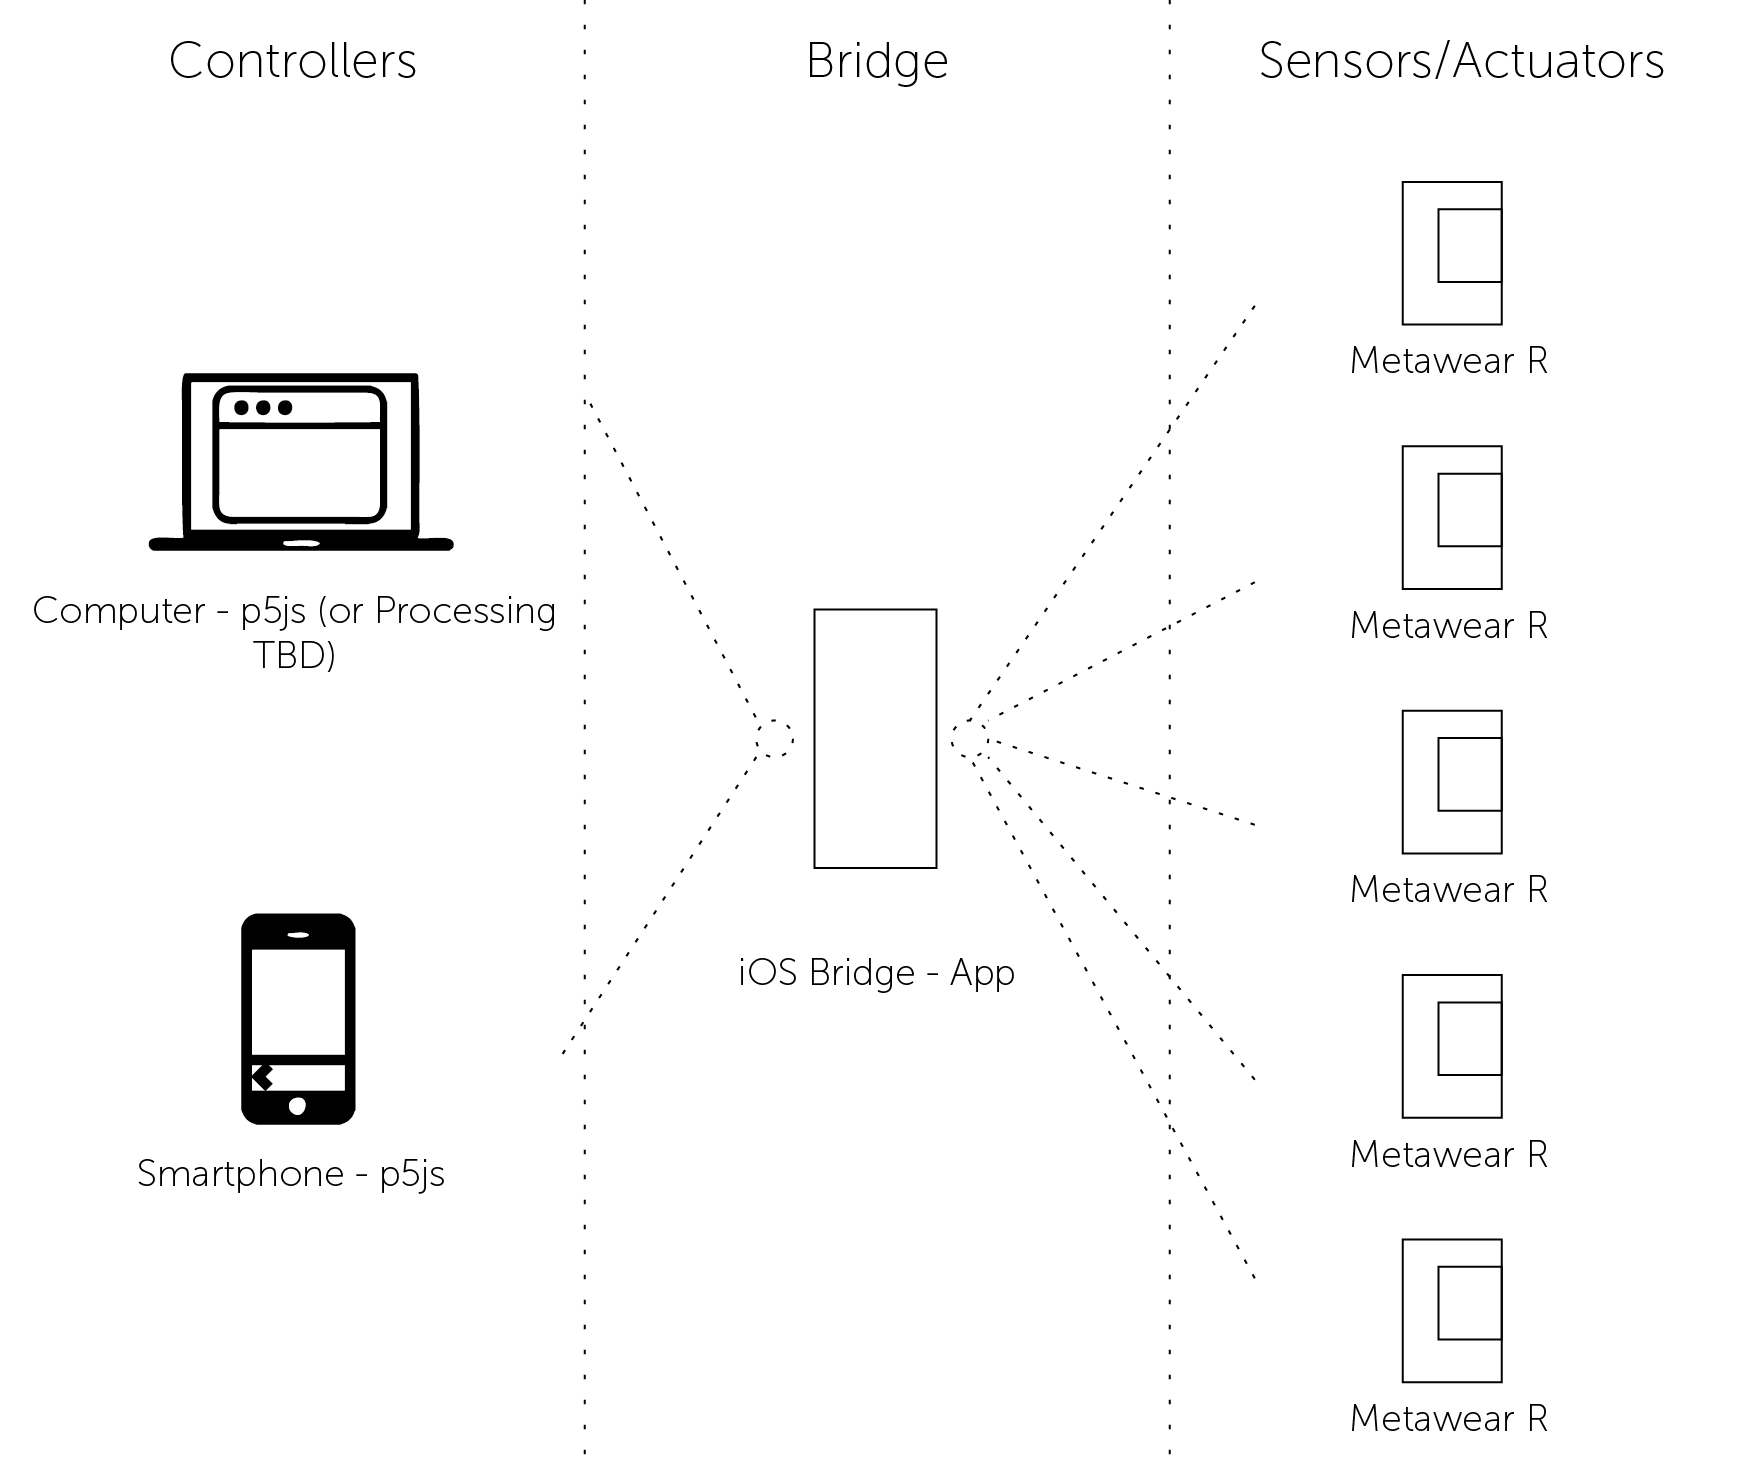 Controllers
Bridge
Sensors/Actuators
Metawear R
Computer - p5js (or Processing
TBD)
Metawear R
Metawear R
iOS Bridge - App
Smartphone - p5js
Metawear R
Metawear R